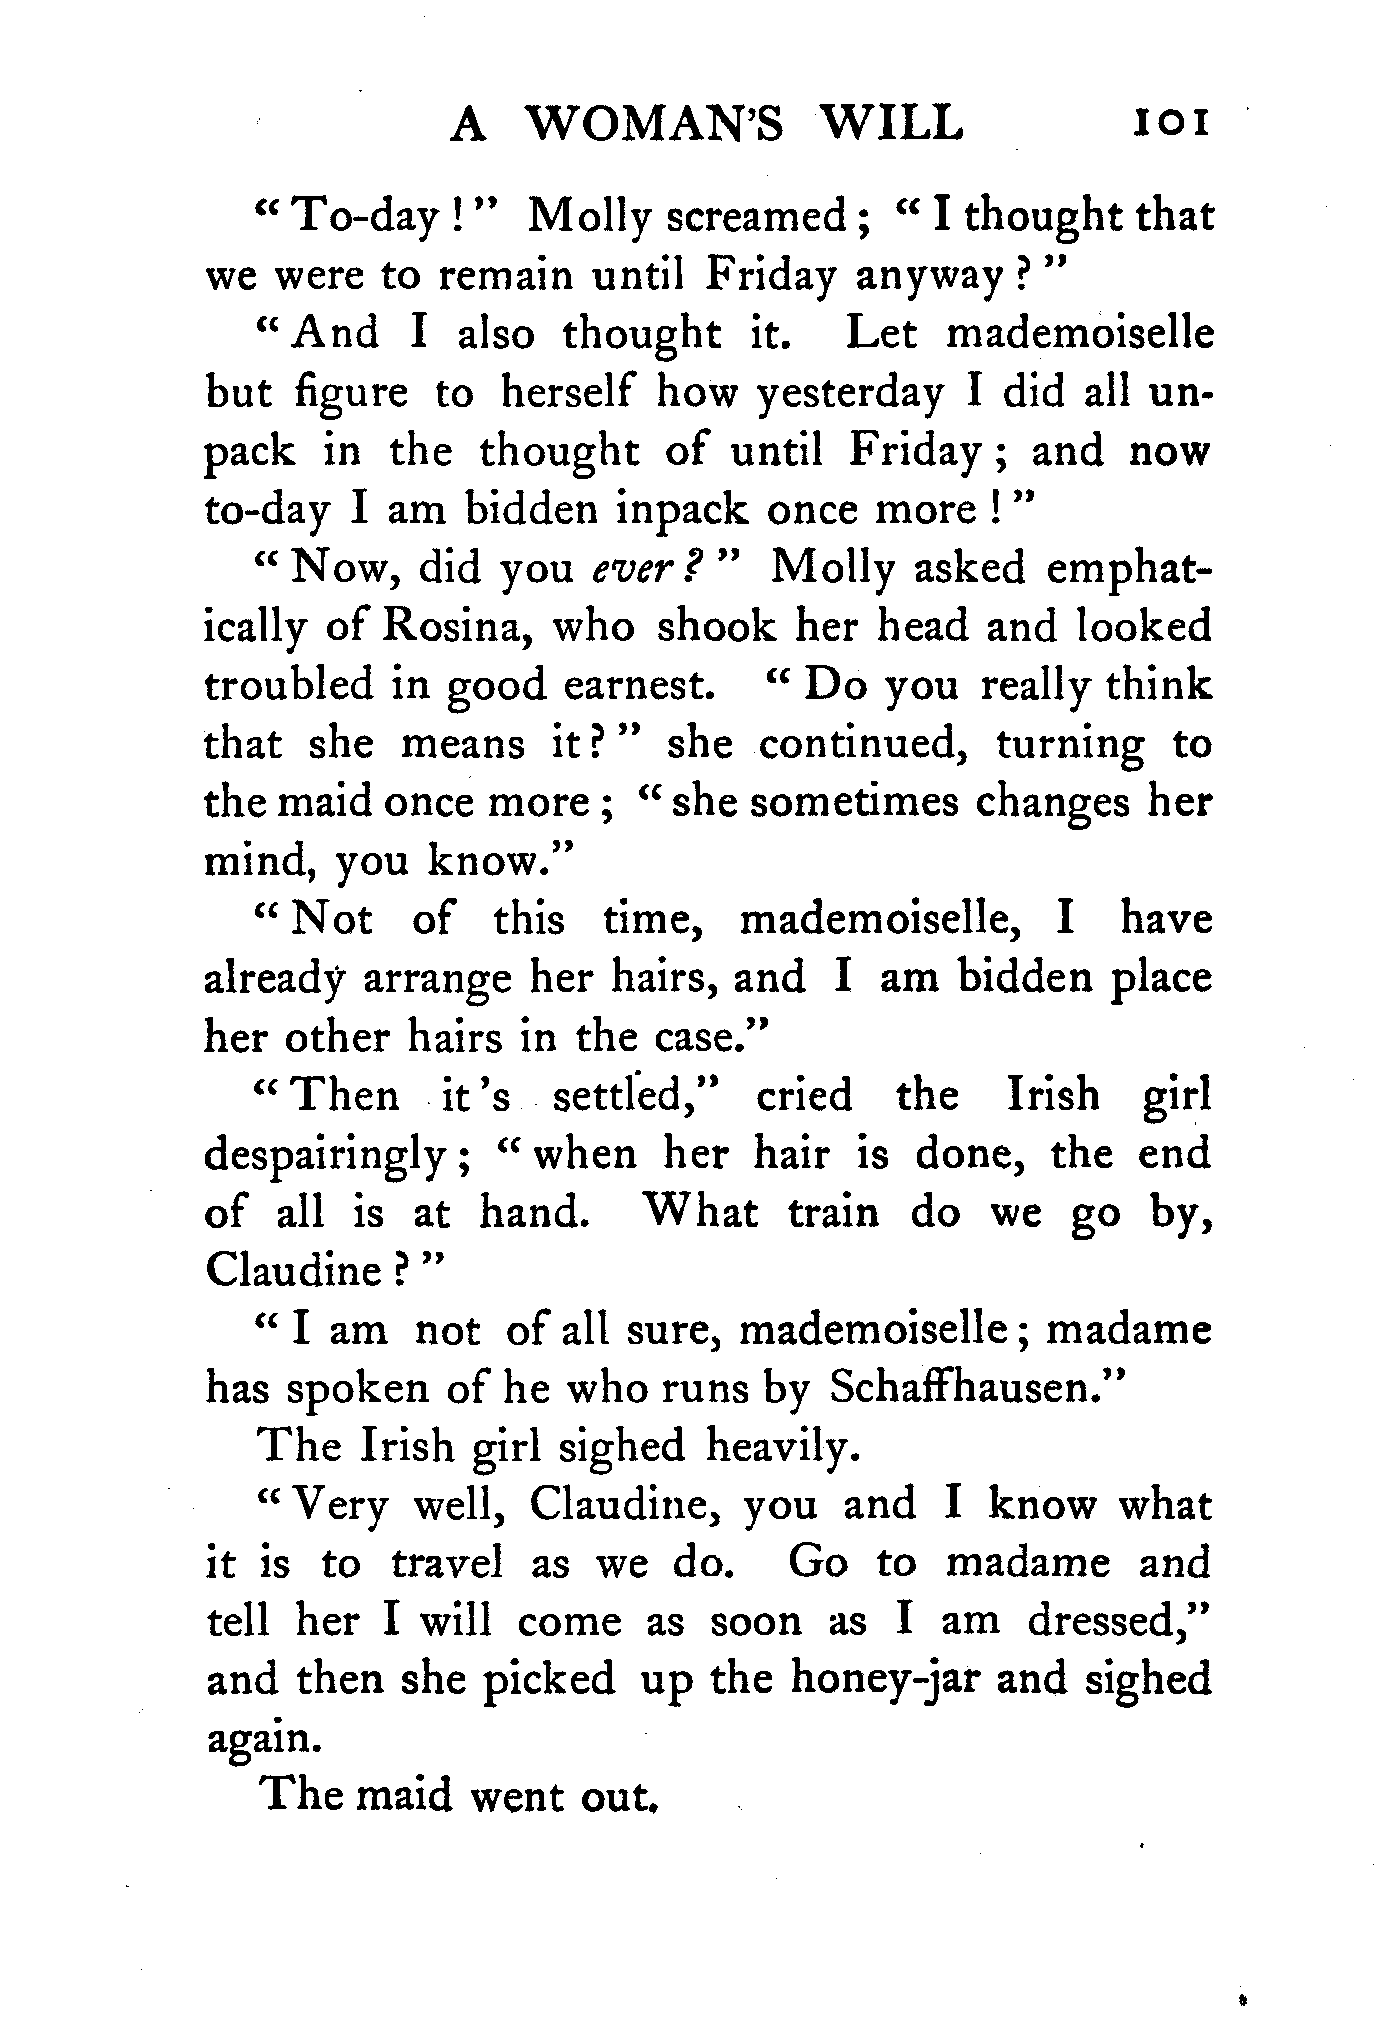 A WOMAN'S WILL 101
"To-day!" Molly screamed; "I thought that
we were to remain until Friday anyway?"
"And I also thought it. Let mademoiselle
but figure to herself how yesterday I did all un-
pack in the thought of until Friday; and now
to-day I am bidden inpack once more!"
"Now, did you ever?" Molly asked emphat-
ically of Rosina, who shook her head and looked
troubled in good earnest. "Do you really think
that she means it?" she continued, turning to
the maid once more; "she sometimes changes her
mind, you know."
"Not of this time, mademoiselle, I have
already arrange her hairs, and I am bidden place
her other hairs in the case."
"Then it's settled," cried the Irish girl
despairingly; "when her hair is done, the end
of all is at hand. What train do we go by,
Claudine?"
"I am not of all sure, mademoiselle; madame
has spoken of he who runs by Schaffhausen."
The Irish girl sighed heavily.
"Very well, Claudine, you and I know what
it is to travel as we do. Go to madame and
tell her I will come as soon as I am dressed,"
and then she picked up the honey-jar and sighed
again.
The maid went out.